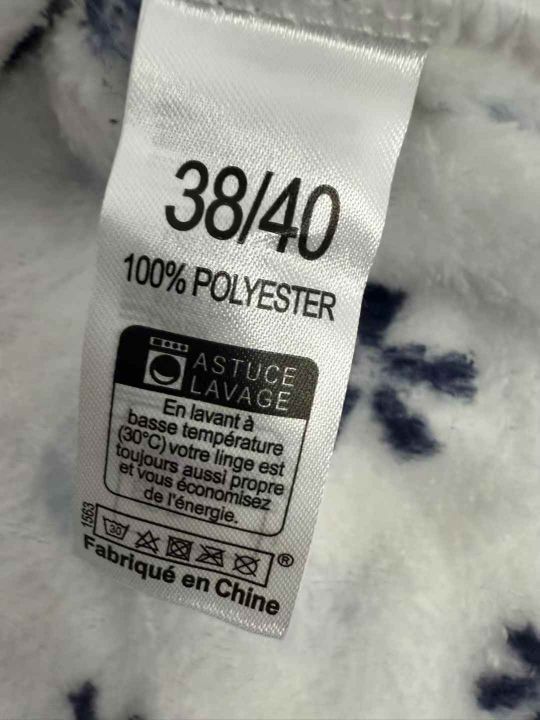 38/40
100% POLYESTER
ASTUCE
LAVAGE
En lavant à
basse température
(30°C) votre linge est
toujours aussi propre
et vous économisez
de l'énergie.
1563
30
®
Fabriqué en Chine